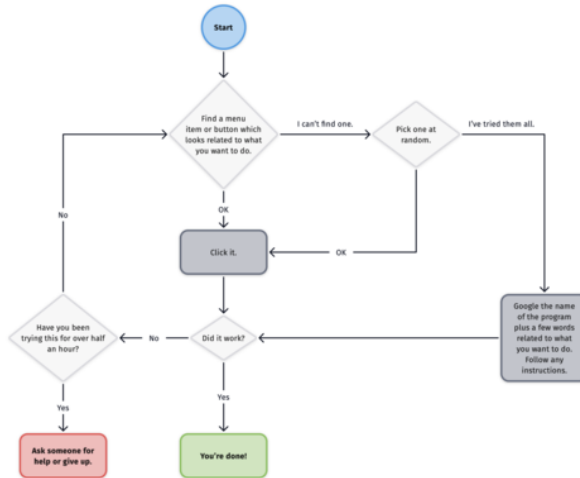 Start
Find a menu
item or button which
looks related to what
you want to do.
I can't find one.
Pick one at
random.
I've tried them all.
No
OK
Click it.
OK
Google the name
of the program
plus a few words
related to what
you want to do.
Follow any
instructions.
Have you been
trying this for over half
an hour?
No
Did it work?
Yes
Yes
Ask someone for
help or give up.
You're done!